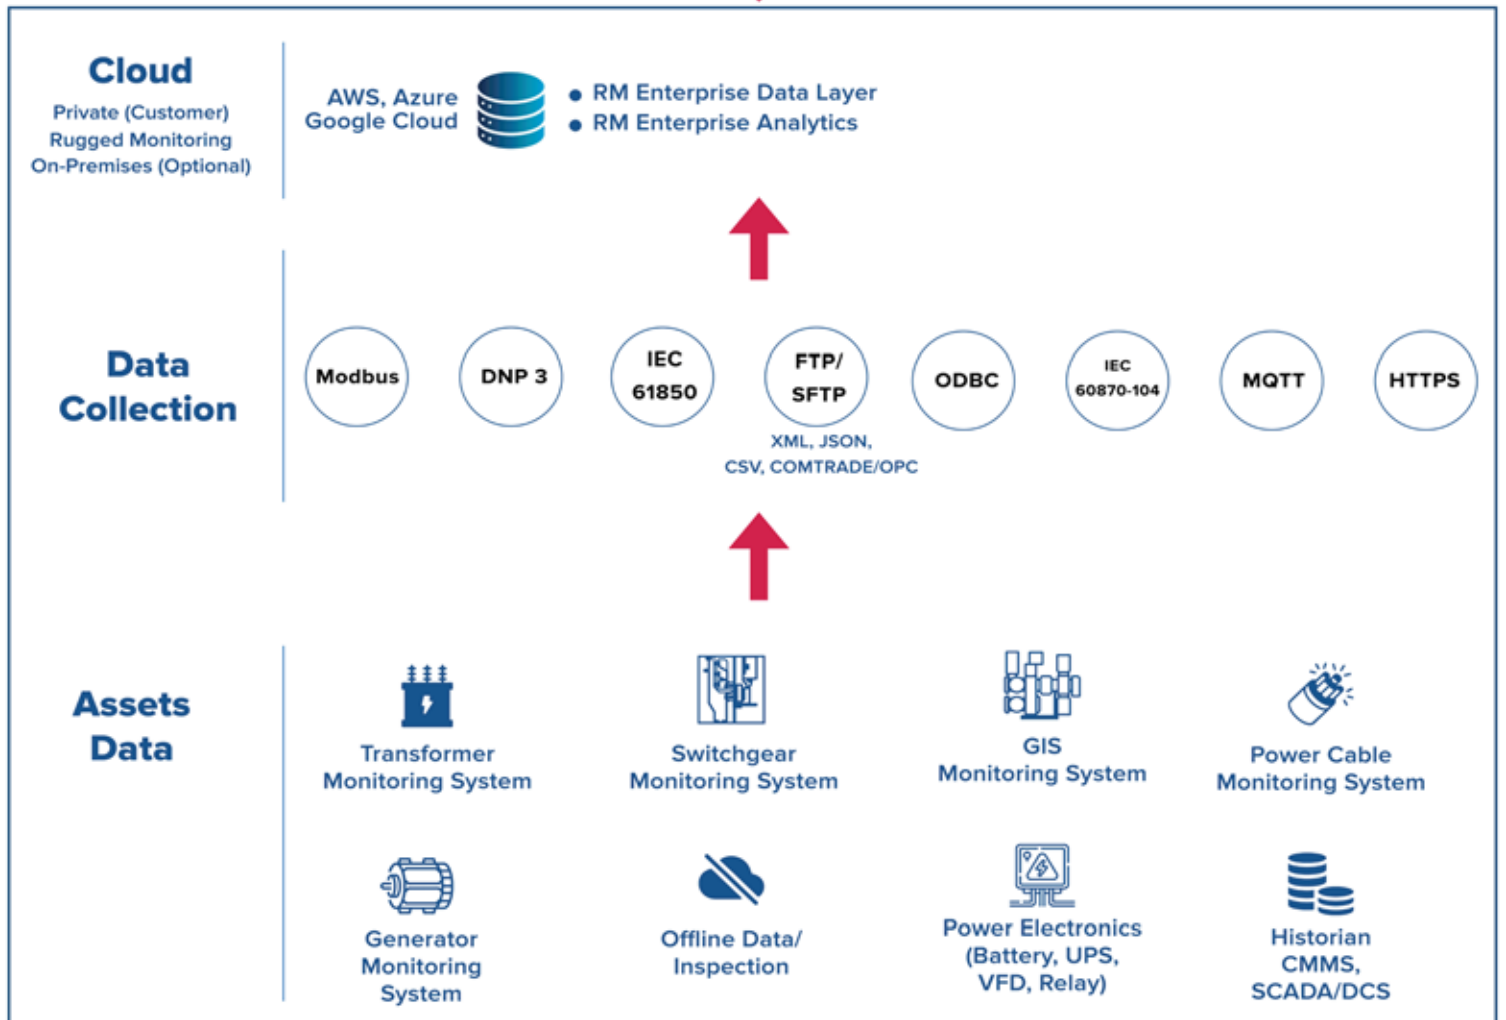 Cloud
Private (Customer)
Rugged Monitoring
On-Premises (Optional)
AWS, Azure
Google Cloud
● RM Enterprise Data Layer
● RM Enterprise Analytics
Data
Collection
Modbus
DNP 3
IEC
61850
FTP/
SFTP
XML, JSON,
CSV, COMTRADE/OPC
ODBC
IEC
60870-104
MQTT
HTTPS
Assets
Data
Transformer
Monitoring System
Switchgear
Monitoring System
GIS
Monitoring System
Power Cable
Monitoring System
Generator
Monitoring
System
Offline Data/
Inspection
Power Electronics
(Battery, UPS,
VFD, Relay)
Historian
CMMS,
SCADA/DCS